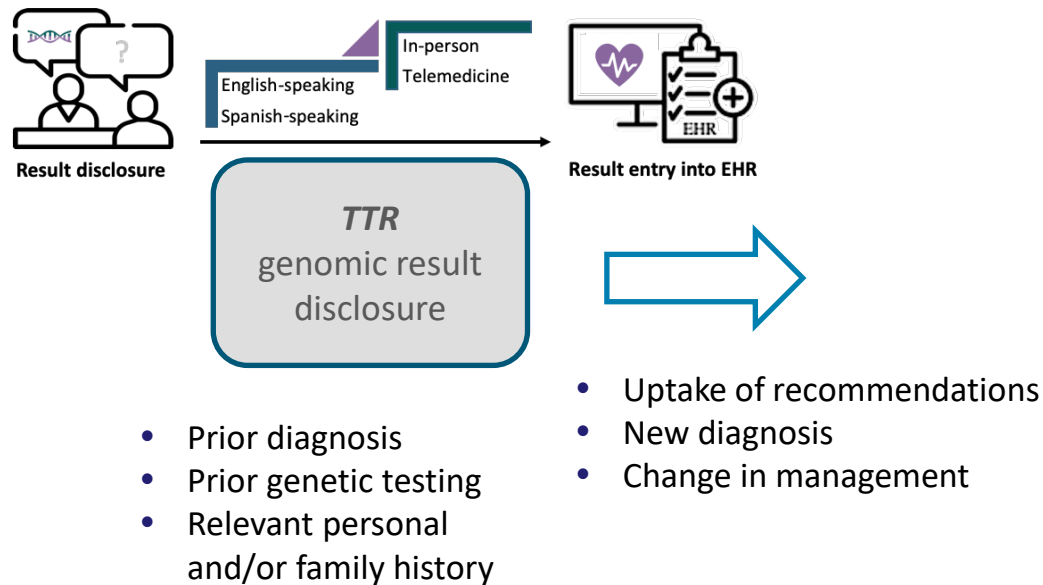 ?
English-speaking
Spanish-speaking
In-person
Telemedicine
EHR
Result disclosure
Result entry into EHR
TTR
genomic result
disclosure
• Prior diagnosis
• Prior genetic testing
• Relevant personal
and/or family history
• Uptake of recommendations
• New diagnosis
• Change in management